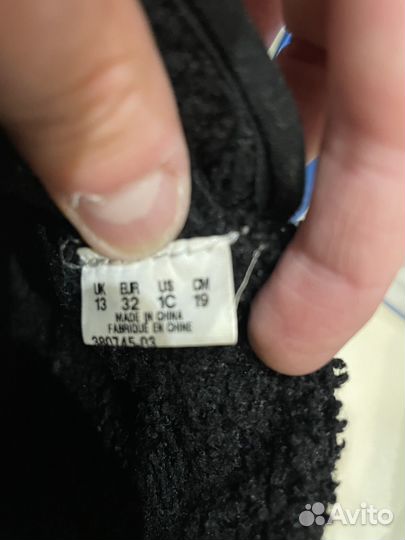 UK EUR US CM
13 32 1C 19
MADE IN CHINA
FABRIQUE EN CHINE
380745 03
Avito